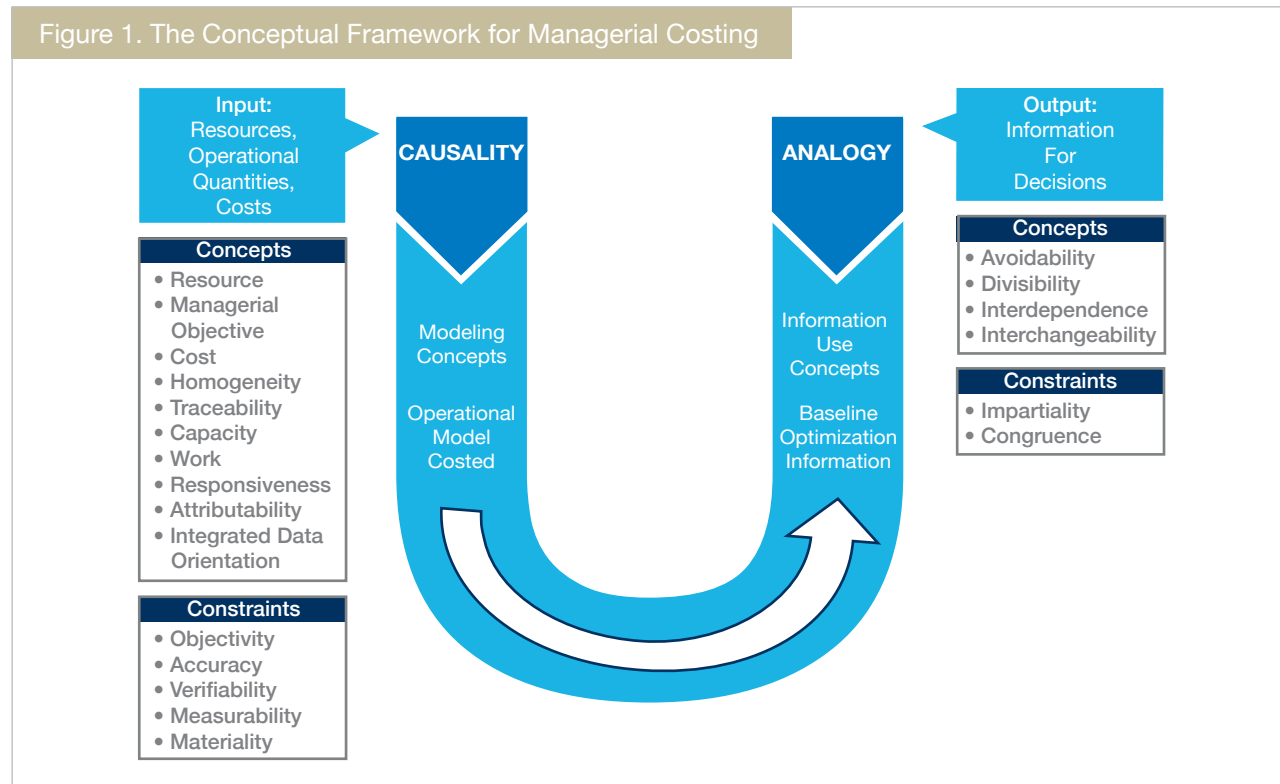 Figure 1. The Conceptual Framework for Managerial Costing
Input:
Resources,
Operational
Quantities,
Costs
Concepts
• Resource
• Managerial
Objective
• Cost
• Homogeneity
• Traceability
• Capacity
• Work
• Responsiveness
• Attributability
• Integrated Data
Orientation
Constraints
• Objectivity
• Accuracy
• Verifiability
• Measurability
• Materiality
CAUSALITY
Modeling
Concepts
Operational
Model
Costed
ANALOGY
Information
Use
Concepts
Baseline
Optimization
Information
Output:
Information
For
Decisions
Concepts
• Avoidability
• Divisibility
• Interdependence
• Interchangeability
Constraints
• Impartiality
• Congruence